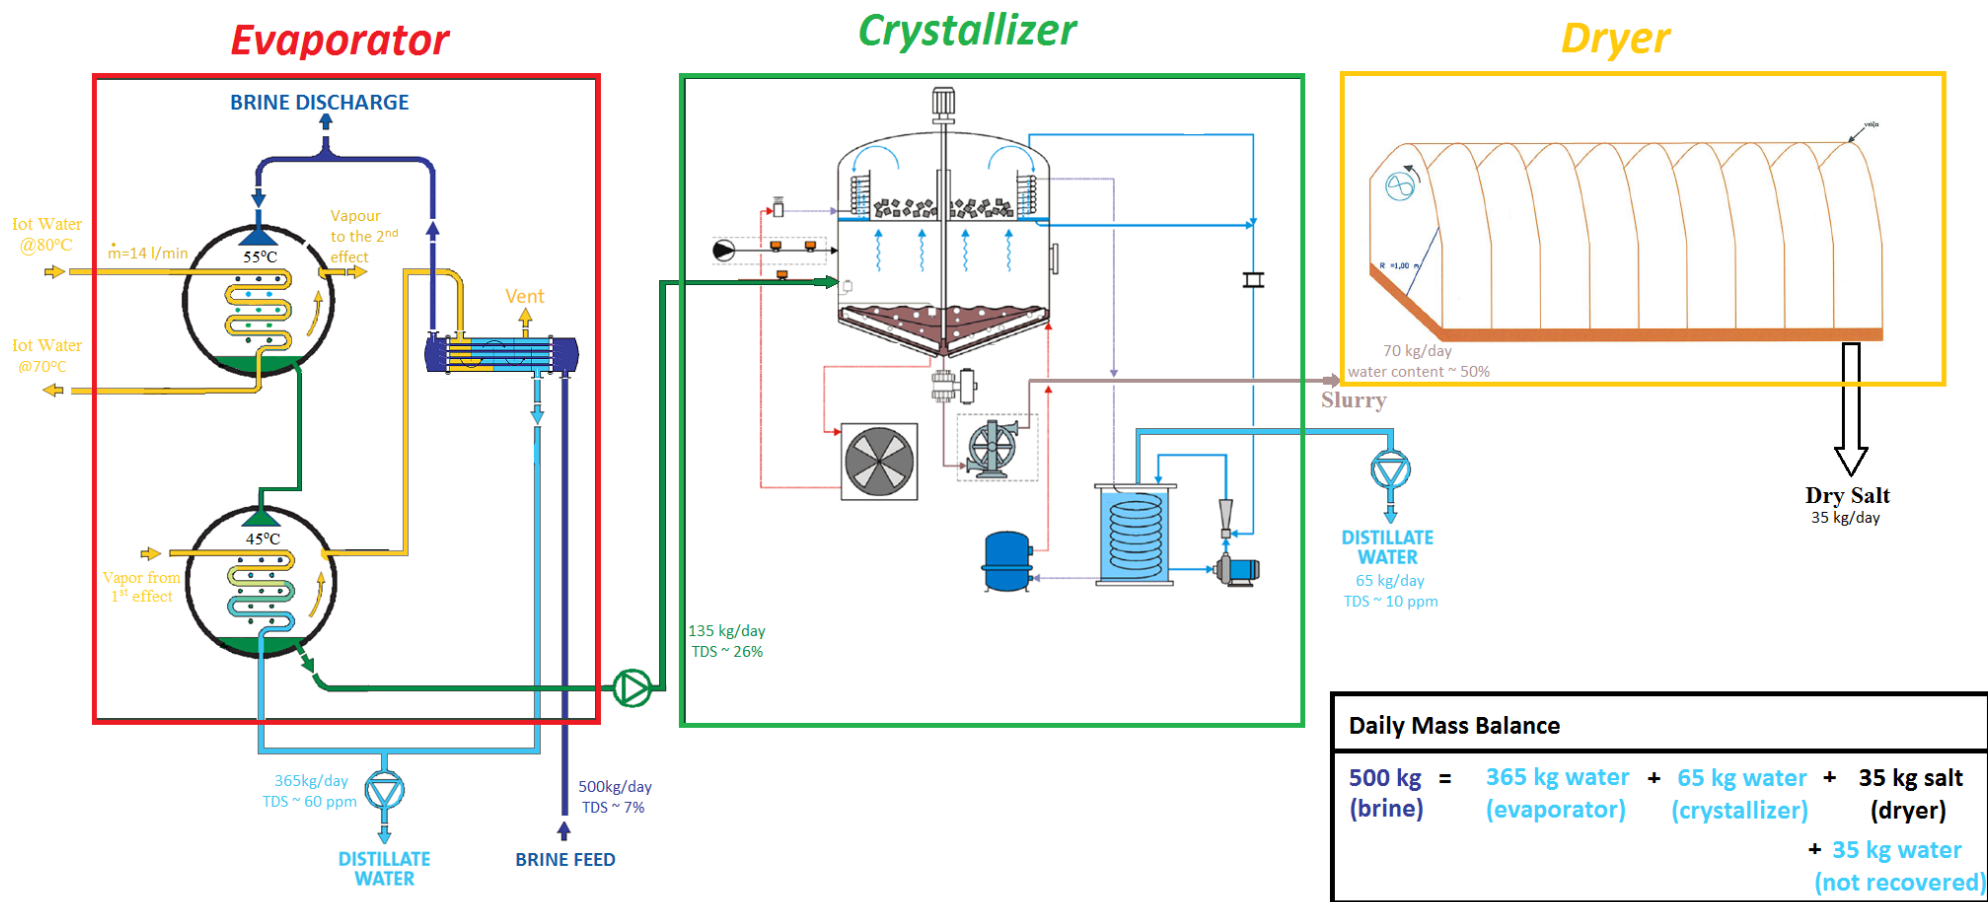 Evaporator
Crystallizer
Dryer
BRINE DISCHARGE
Hot Water
@80°C
ṁ=14 l/min
55°C
Vapour
to the 2nd
effect
Vent
Hot Water
@70°C
45°C
Vapor from
1st effect
365kg/day
TDS ~ 60 ppm
DISTILLATE
WATER
500kg/day
TDS ~ 7%
BRINE FEED
135 kg/day
TDS ~ 26%
R =1,00 m
70 kg/day
water content ~ 50%
Slurry
DISTILLATE
WATER
65 kg/day
TDS ~ 10 ppm
Dry Salt
35 kg/day
Daily Mass Balance
500 kg = 365 kg water + 65 kg water + 35 kg salt
(brine) (evaporator) (crystallizer) (dryer)
+ 35 kg water
(not recovered)